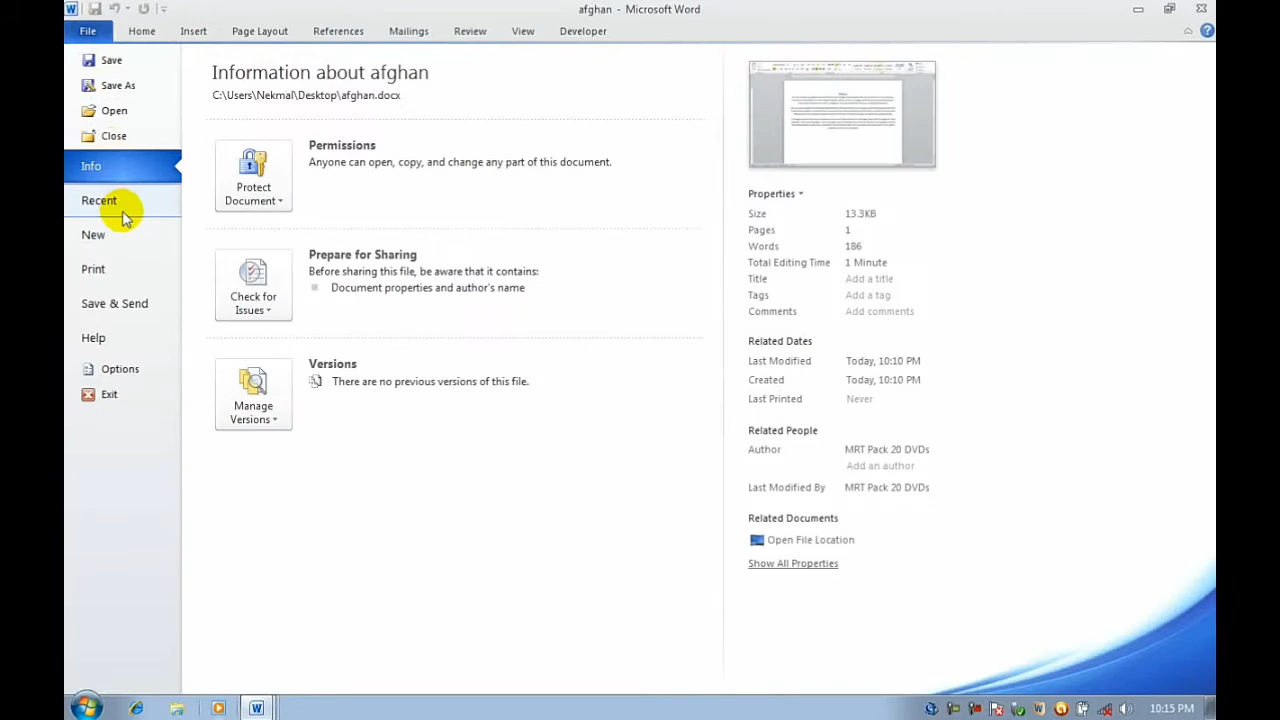 afghan - Microsoft Word
File Home Insert Page Layout References Mailings Review View Developer
Save
Save As
Open
Close
Info
Recent
New
Print
Save & Send
Help
Options
Exit
Information about afghan
C:\Users\Nekmal\Desktop\afghan.docx
Protect
Document
Permissions
Anyone can open, copy, and change any part of this document.
Check for
Issues
Prepare for Sharing
Before sharing this file, be aware that it contains:
Document properties and author's name
Manage
Versions
Versions
There are no previous versions of this file.
Properties
Size 13.3KB
Pages 1
Words 186
Total Editing Time 1 Minute
Title Add a title
Tags Add a tag
Comments Add comments
Related Dates
Last Modified Today, 10:10 PM
Created Today, 10:10 PM
Last Printed Never
Related People
Author MRT Pack 20 DVDs
Add an author
Last Modified By MRT Pack 20 DVDs
Related Documents
Open File Location
Show All Properties
10:15 PM